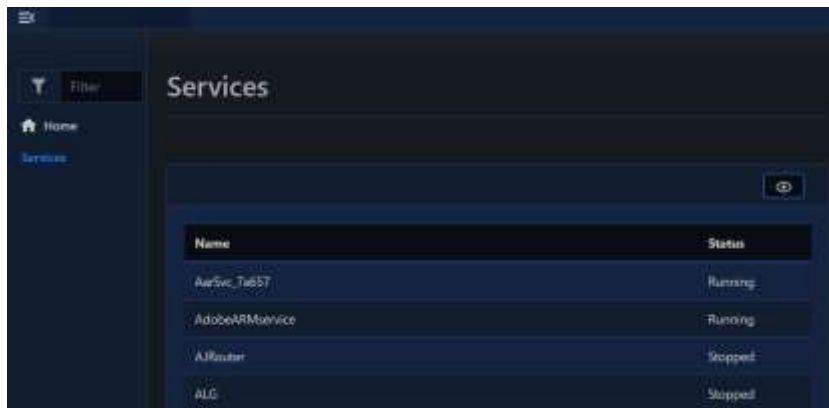 Filter
Services
Home
Services
Name Status
AarSvc_7a657 Running
AdobeARMservice Running
AJRouter Stopped
ALG Stopped